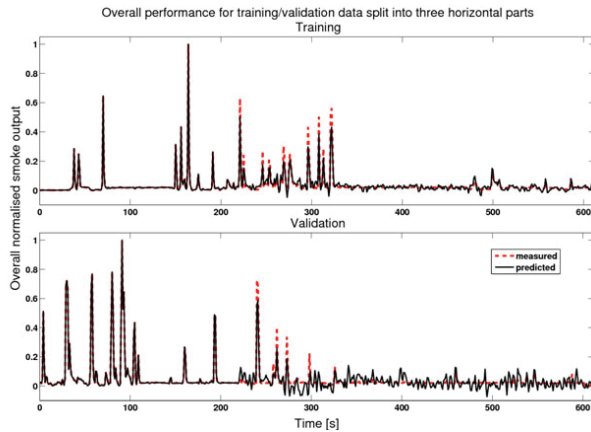 Overall performance for training/validation data split into three horizontal parts
Training
1
0.8
0.6
0.4
0.2
0
0 100 200 300 400 500 600
Overall normalised smoke output
Validation
1
0.8
0.6
0.4
0.2
0
measured
predicted
0 100 200 300 400 500 600
Time [s]